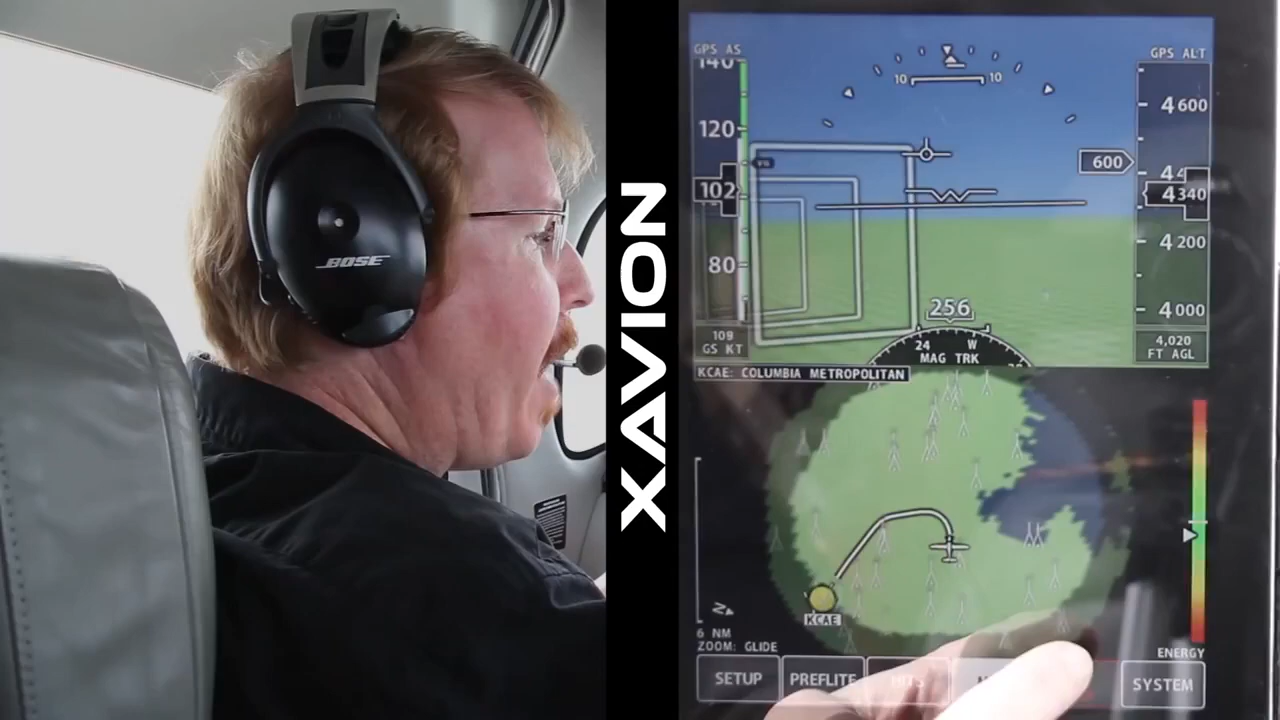 BOSE
XAVION
GPS AS
140
120
102
80
109
GS KT
10 10
GPS ALT
4 600
600
4 340
4 200
4 000
4,020
FT AGL
256
24 W
MAG TRK
KCAE: COLUMBIA METROPOLITAN
KCAE
6 NM
ZOOM: GLIDE
ENERGY
SETUP
PREFLITE
HITS
SYSTEM